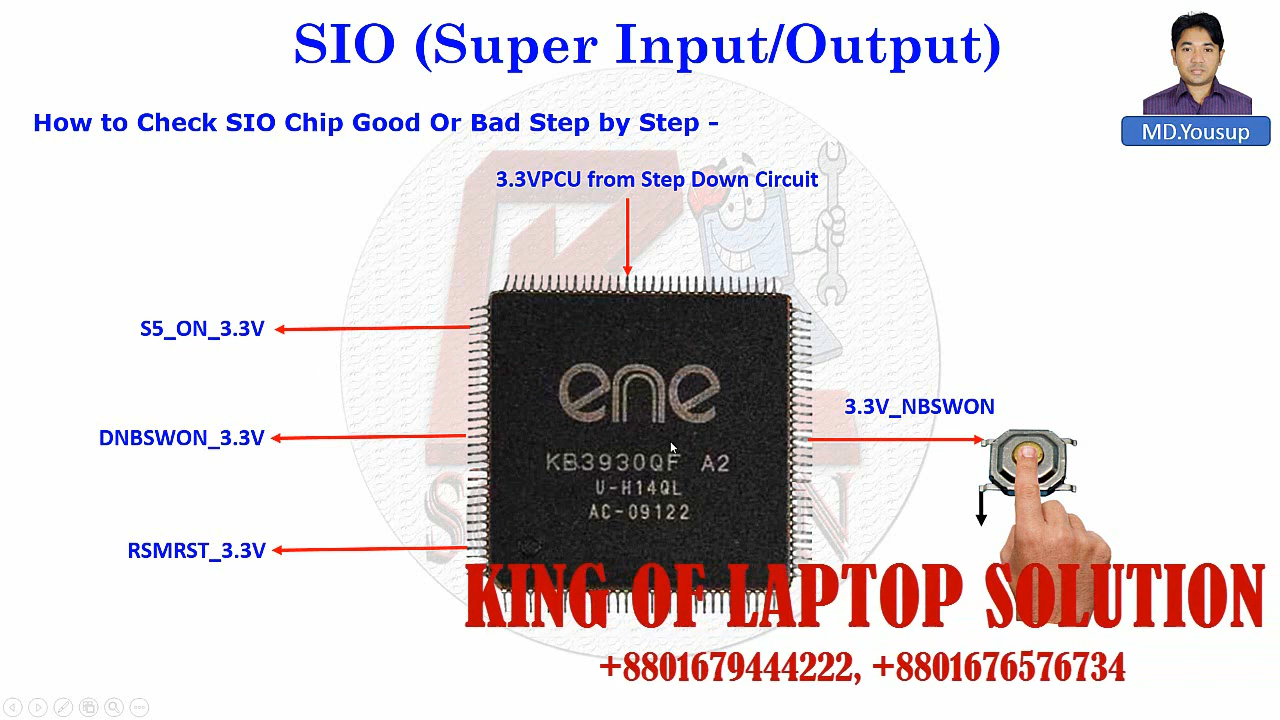 SIO (Super Input/Output)
MD.Yousup
How to Check SIO Chip Good Or Bad Step by Step -
3.3VPCU from Step Down Circuit
S5_ON_3.3V
3.3V_NBSWON
DNBSWON_3.3V
ene
KB3930QF A2
U-H14QL
AC-09122
RSMRST_3.3V
KING OF LAPTOP SOLUTION
+8801679444222, +8801676576734